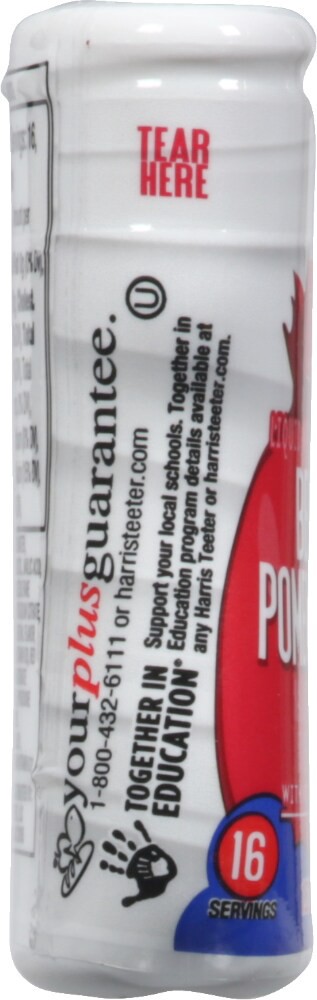 TEAR
HERE
yourplusguarantee.
U
1-800-432-6111 or harristeeter.com
TOGETHER IN
EDUCATION®
Support your local schools. Together in
Education program details available at
any Harris Teeter or harristeeter.com.
16
SERVINGS